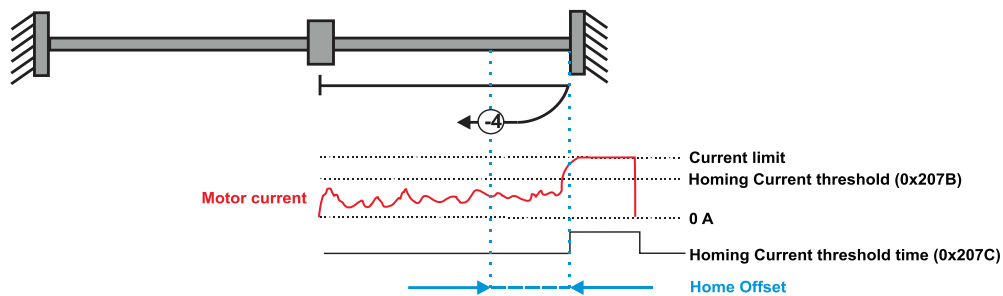 -4
Current limit
Homing Current threshold (0x207B)
Motor current
0 A
Homing Current threshold time (0x207C)
Home Offset